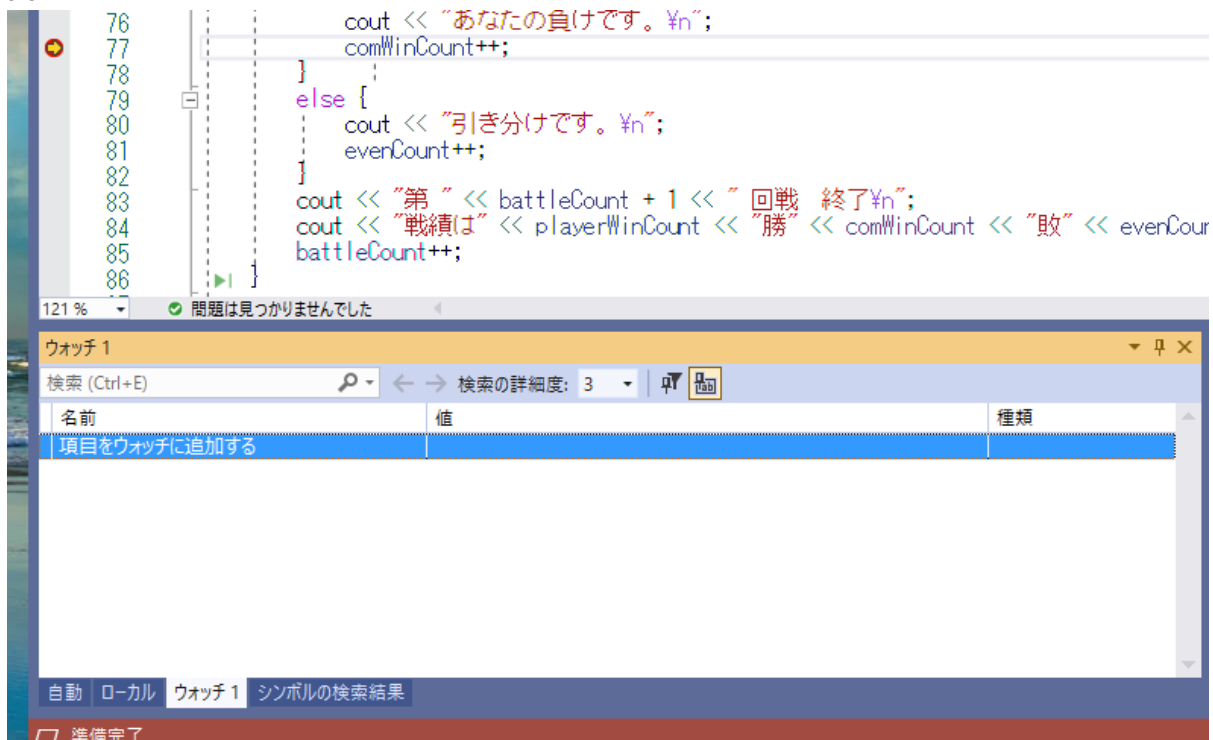 76 cout << "あなたの負けです。¥n";
77 comWinCount++;
78 }
79 else {
80 cout << "引き分けです。¥n";
81 evenCount++;
82 }
83 cout << "第 " << battleCount + 1 << " 回戦　終了¥n";
84 cout << "戦績は" << playerWinCount << "勝" << comWinCount << "敗" << evenCour
85 battleCount++;
86 }
121 % 問題は見つかりませんでした
ウォッチ 1
検索 (Ctrl+E) 検索の詳細度: 3
名前 値 種類
項目をウォッチに追加する
自動 ローカル ウォッチ 1 シンボルの検索結果
準備完了